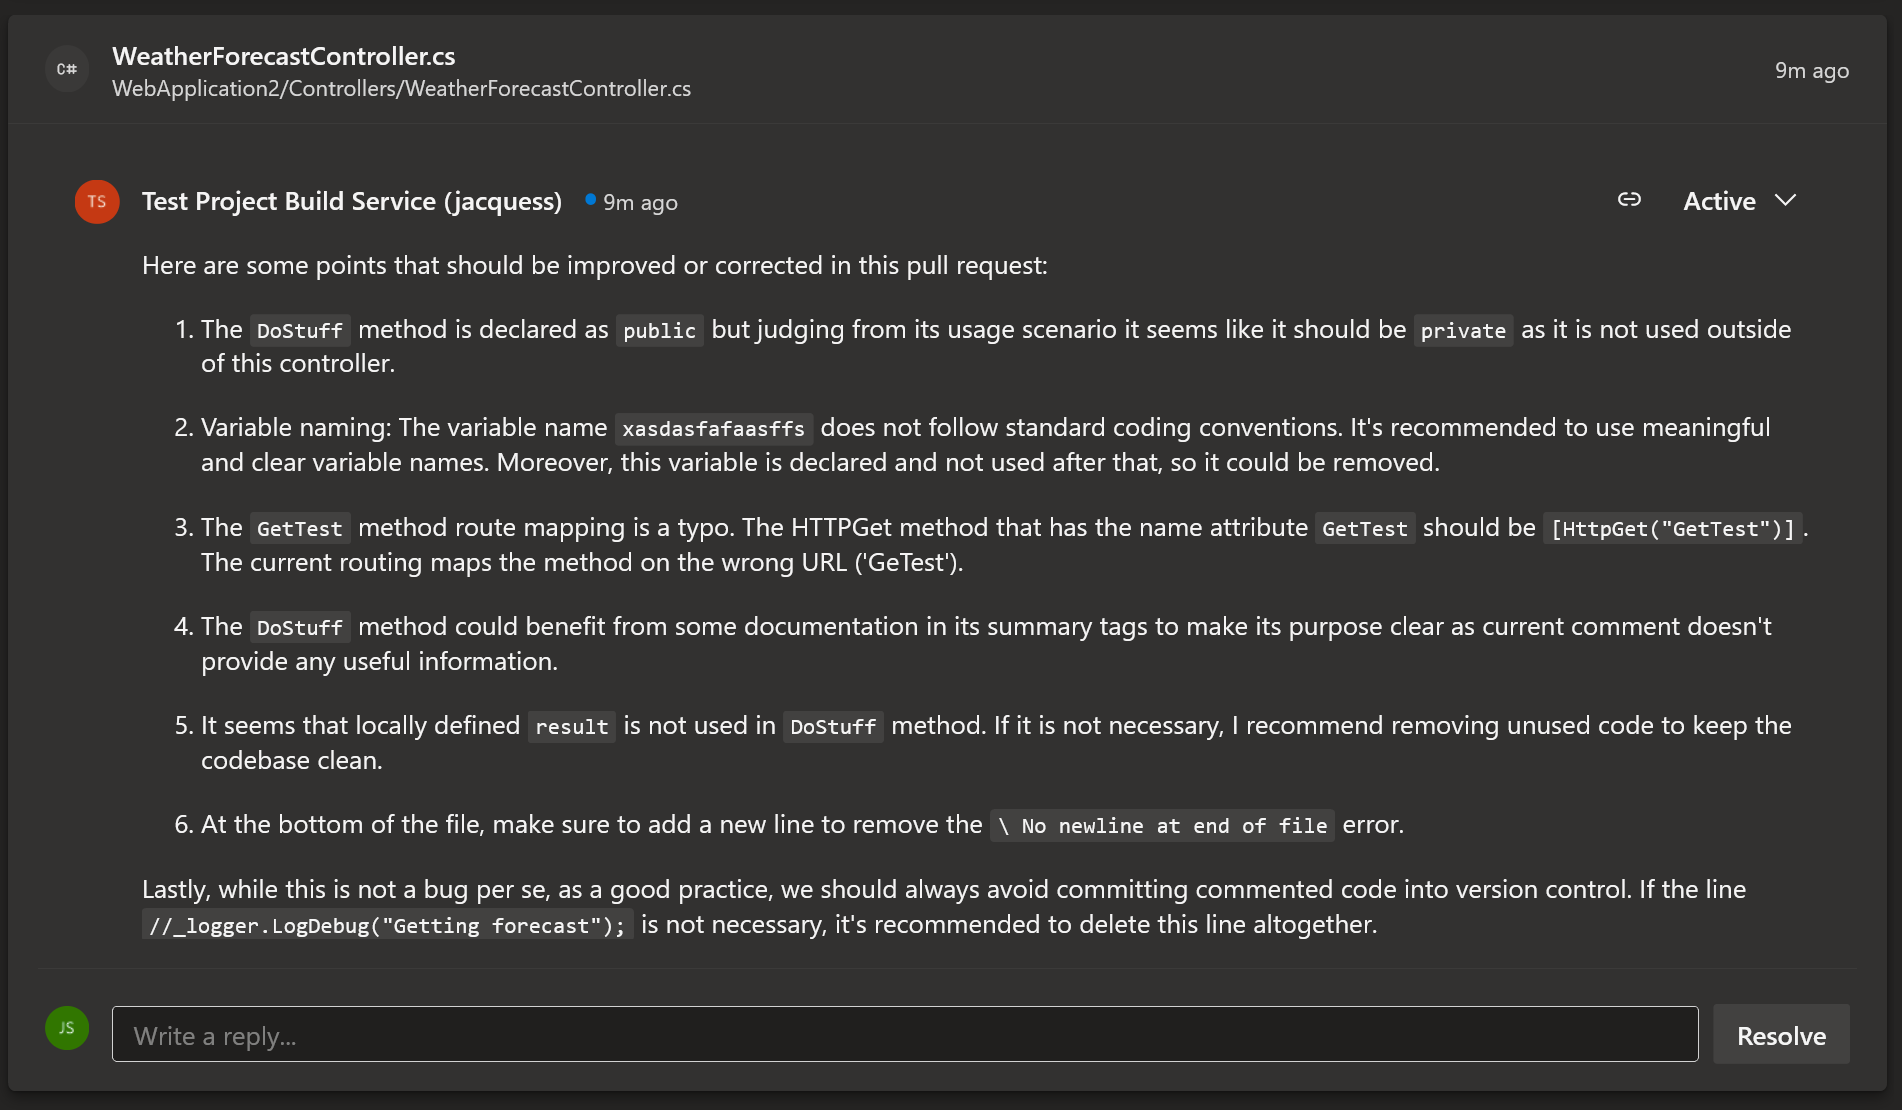 C#
WeatherForecastController.cs
WebApplication2/Controllers/WeatherForecastController.cs
9m ago
TS
Test Project Build Service (jacquess)
9m ago
Active
Here are some points that should be improved or corrected in this pull request:
1. The DoStuff method is declared as public but judging from its usage scenario it seems like it should be private as it is not used outside
of this controller.
2. Variable naming: The variable name xasdasfafaasffs does not follow standard coding conventions. It's recommended to use meaningful
and clear variable names. Moreover, this variable is declared and not used after that, so it could be removed.
3. The GetTest method route mapping is a typo. The HTTPGet method that has the name attribute GetTest should be [HttpGet("GetTest")].
The current routing maps the method on the wrong URL ('GeTest').
4. The DoStuff method could benefit from some documentation in its summary tags to make its purpose clear as current comment doesn't
provide any useful information.
5. It seems that locally defined result is not used in DoStuff method. If it is not necessary, I recommend removing unused code to keep the
codebase clean.
6. At the bottom of the file, make sure to add a new line to remove the \ No newline at end of file error.
Lastly, while this is not a bug per se, as a good practice, we should always avoid committing commented code into version control. If the line
//_logger.LogDebug("Getting forecast"); is not necessary, it's recommended to delete this line altogether.
JS
Write a reply...
Resolve